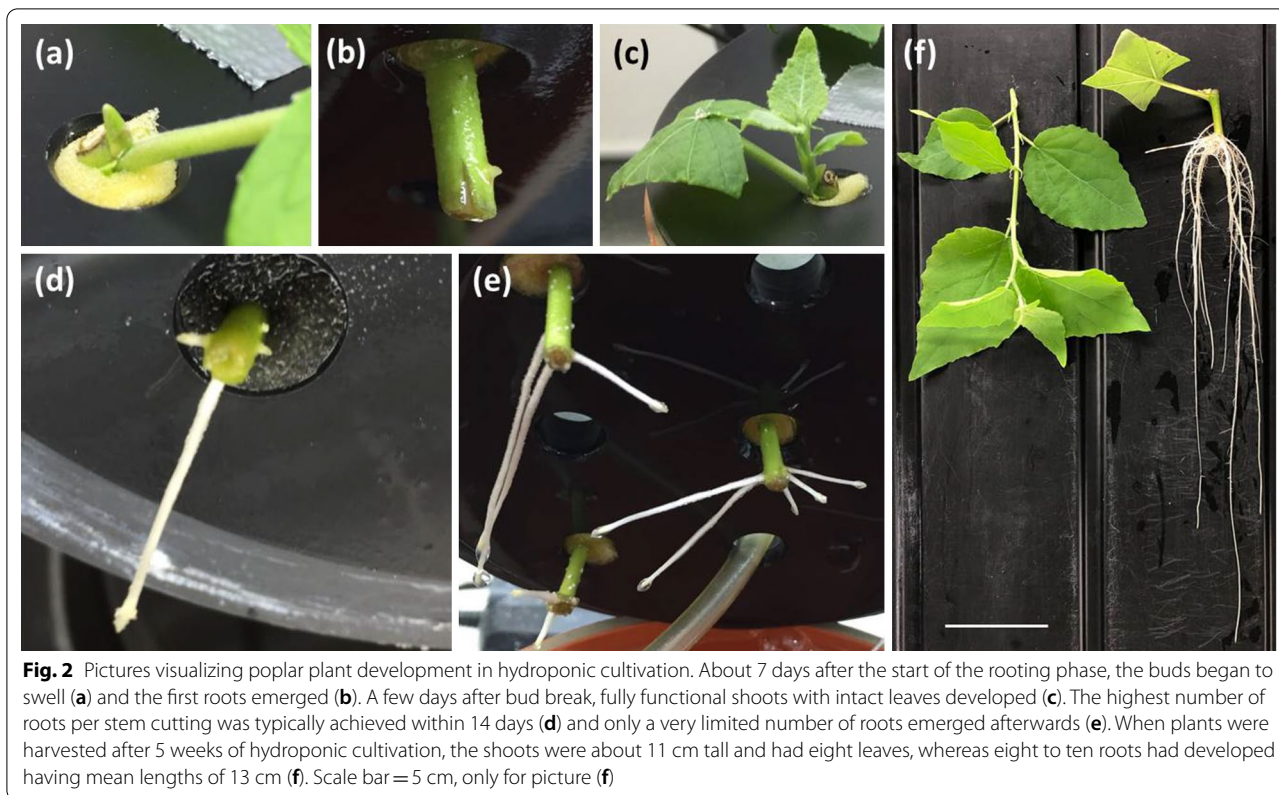 (a)
(b)
(c)
(f)
(d)
(e)
Fig. 2 Pictures visualizing poplar plant development in hydroponic cultivation. About 7 days after the start of the rooting phase, the buds began to
swell (a) and the first roots emerged (b). A few days after bud break, fully functional shoots with intact leaves developed (c). The highest number of
roots per stem cutting was typically achieved within 14 days (d) and only a very limited number of roots emerged afterwards (e). When plants were
harvested after 5 weeks of hydroponic cultivation, the shoots were about 11 cm tall and had eight leaves, whereas eight to ten roots had developed
having mean lengths of 13 cm (f). Scale bar = 5 cm, only for picture (f)